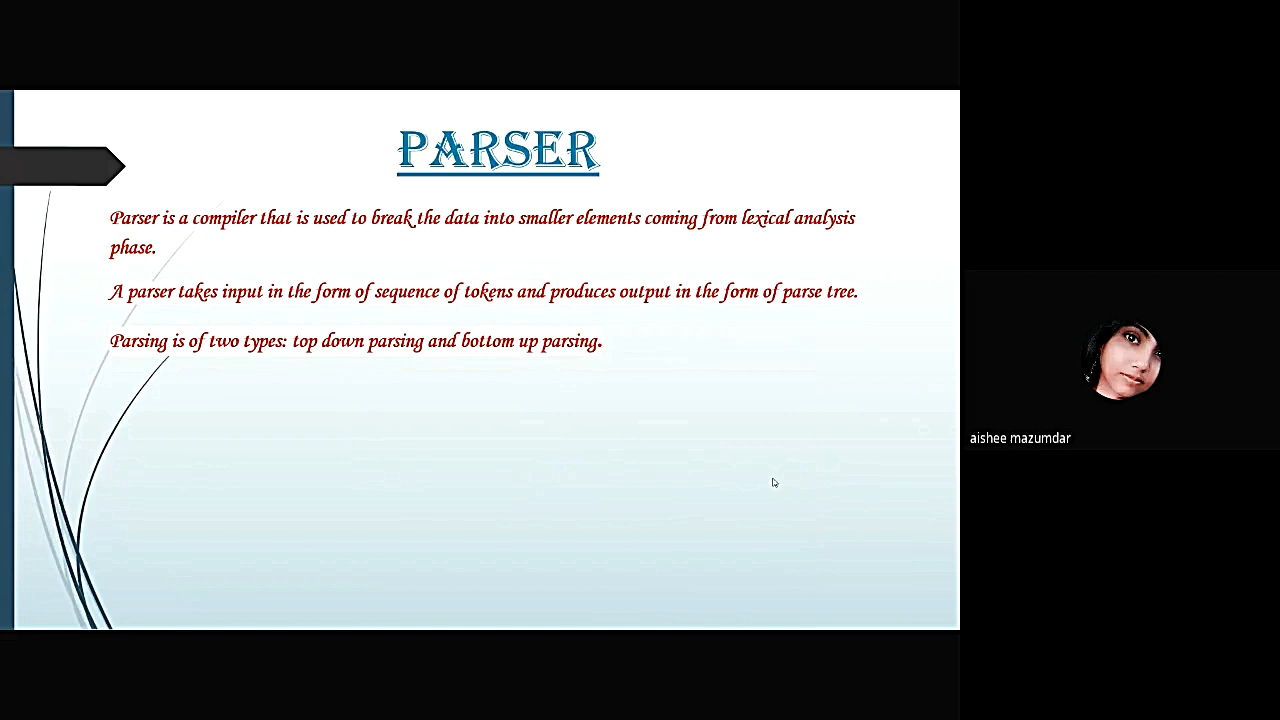 PARSER
Parser is a compiler that is used to break the data into smaller elements coming from lexical analysis
phase.
A parser takes input in the form of sequence of tokens and produces output in the form of parse tree.
Parsing is of two types: top down parsing and bottom up parsing.
aishee mazumdar